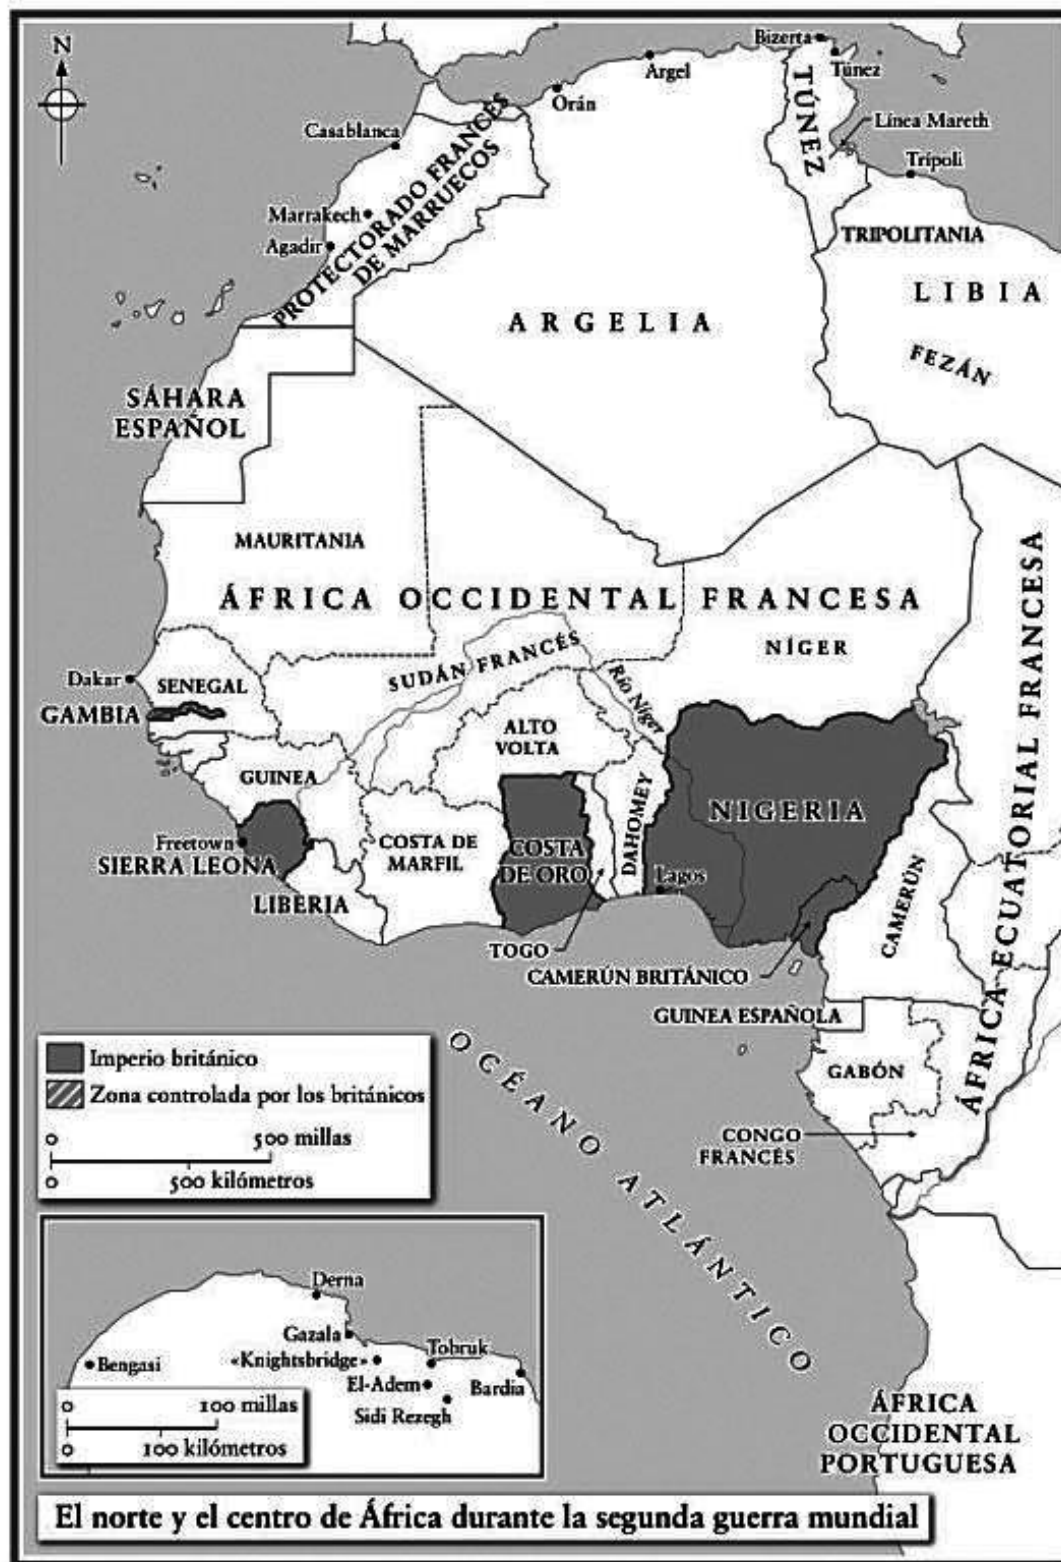 N
Bizerta
Túnez
Argel
Orán
TÚNEZ
Línea Mareth
Casablanca
Trípoli
PROTECTORADO FRANCÉS
DE MARRUECOS
Marrakech
Agadir
TRIPOLITANIA
LIBIA
ARGELIA
FEZÁN
SÁHARA
ESPAÑOL
MAURITANIA
ÁFRICA OCCIDENTAL FRANCESA
NÍGER
SUDÁN FRANCÉS
Río Níger
Dakar
SENEGAL
GAMBIA
ALTO
VOLTA
GUINEA
DAHOMEY
NIGERIA
ÁFRICA ECUATORIAL FRANCESA
Freetown
SIERRA LEONA
COSTA DE
MARFIL
COSTA
DE ORO
Lagos
LIBERIA
CAMERÚN
TOGO
CAMERÚN BRITÁNICO
GUINEA ESPAÑOLA
GABÓN
CONGO
FRANCÉS
OCÉANO ATLÁNTICO
Imperio británico
Zona controlada por los británicos
0 500 millas
0 500 kilómetros
Derna
Gazala
Tobruk
Bengasi
«Knightsbridge»
El-Adem
Bardia
Sidi Rezegh
0 100 millas
0 100 kilómetros
ÁFRICA
OCCIDENTAL
PORTUGUESA
El norte y el centro de África durante la segunda guerra mundial